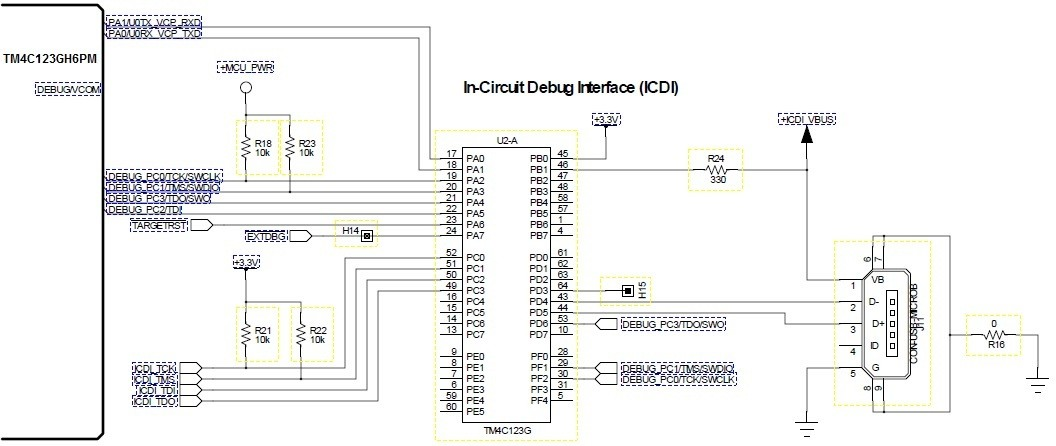 PA1/U0TX_VCP_RXD
PA0/U0RX_VCP_TXD
TM4C123GH6PM
DEBUG/VCOM
+MCU_PWR
In-Circuit Debug Interface (ICDI)
+3.3V
+ICDI_VBUS
R18
10k
R23
10k
U2-A
R24
330
17 PA0 PB0 45
18 PA1 PB1 46
19 PA2 PB2 47
20 PA3 PB3 48
21 PA4 PB4 58
22 PA5 PB5 57
23 PA6 PB6 1
24 PA7 PB7 4
DEBUG_PC0/TCK/SWCLK
DEBUG_PC1/TMS/SWDIO
DEBUG_PC3/TDO/SWO
DEBUG_PC2/TDI
TARGETRST
EXTDBG
H14
52 PC0 PD0 61
51 PC1 PD1 62
50 PC2 PD2 63
49 PC3 PD3 64
16 PC4 PD4 43
15 PC5 PD5 44
14 PC6 PD6 53
13 PC7 PD7 10
H15
DEBUG_PC3/TDO/SWO
+3.3V
R21
10k
R22
10k
9 PE0 PF0 28
8 PE1 PF1 29
7 PE2 PF2 30
6 PE3 PF3 31
59 PE4 PF4 5
60 PE5
DEBUG_PC1/TMS/SWDIO
DEBUG_PC0/TCK/SWCLK
ICDI_TCK
ICDI_TMS
ICDI_TDI
ICDI_TDO
TM4C123G
6
7
1 VB
2 D-
3 D+
4 ID
5 G
8
9
J11
CON-USB-MICROB
0
R16